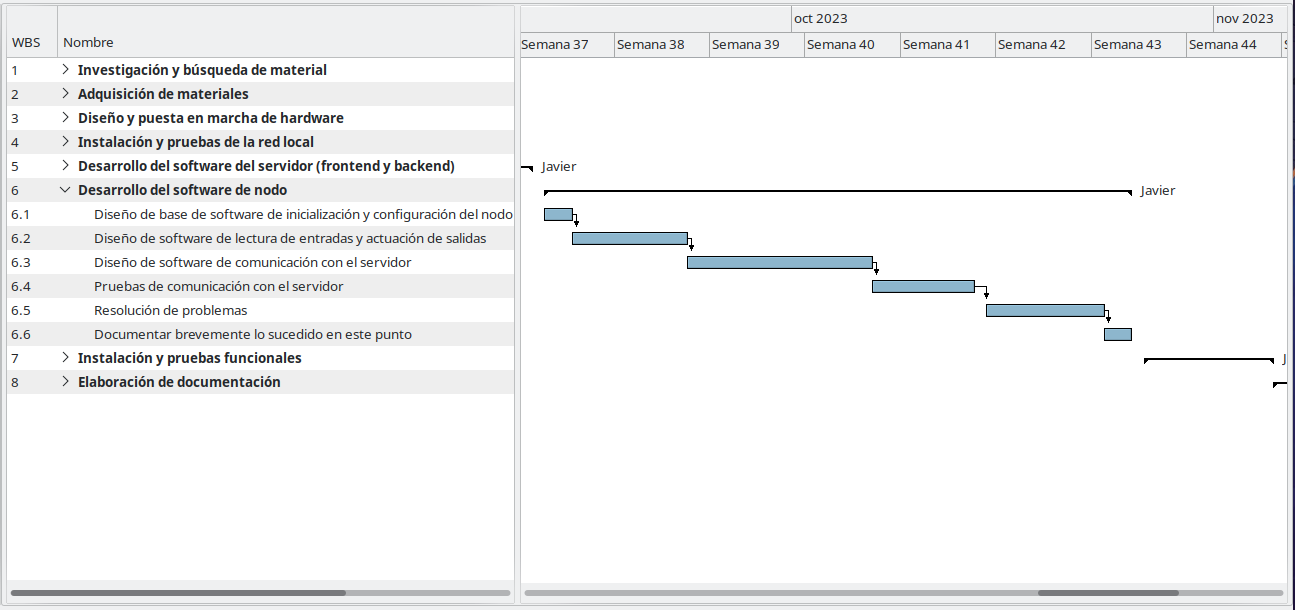 oct 2023
nov 2023
WBS
Nombre
Semana 37
Semana 38
Semana 39
Semana 40
Semana 41
Semana 42
Semana 43
Semana 44
1 Investigación y búsqueda de material
2 Adquisición de materiales
3 Diseño y puesta en marcha de hardware
4 Instalación y pruebas de la red local
5 Desarrollo del software del servidor (frontend y backend) Javier
6 Desarrollo del software de nodo Javier
6.1 Diseño de base de software de inicialización y configuración del nodo
6.2 Diseño de software de lectura de entradas y actuación de salidas
6.3 Diseño de software de comunicación con el servidor
6.4 Pruebas de comunicación con el servidor
6.5 Resolución de problemas
6.6 Documentar brevemente lo sucedido en este punto
7 Instalación y pruebas funcionales
8 Elaboración de documentación